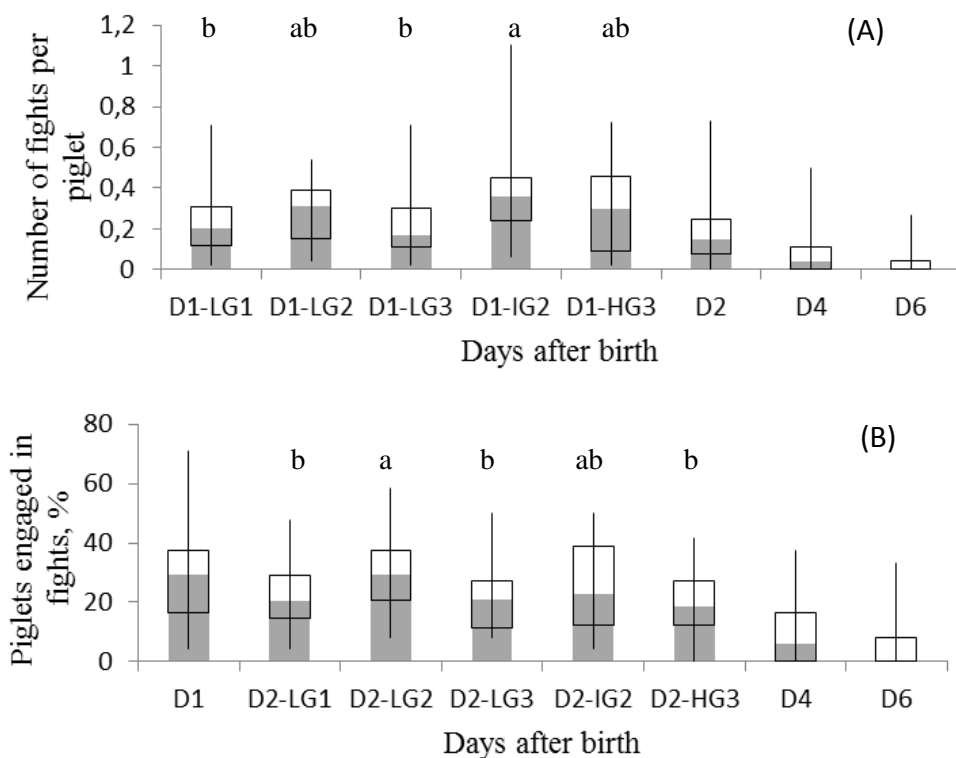 b ab b a ab (A)
1,2
1
0,8
0,6
0,4
0,2
0
Number of fights per
piglet
D1-LG1 D1-LG2 D1-LG3 D1-IG2 D1-HG3 D2 D4 D6
Days after birth
b a b ab b (B)
80
60
40
20
0
Piglets engaged in
fights, %
D1 D2-LG1 D2-LG2 D2-LG3 D2-IG2 D2-HG3 D4 D6
Days after birth